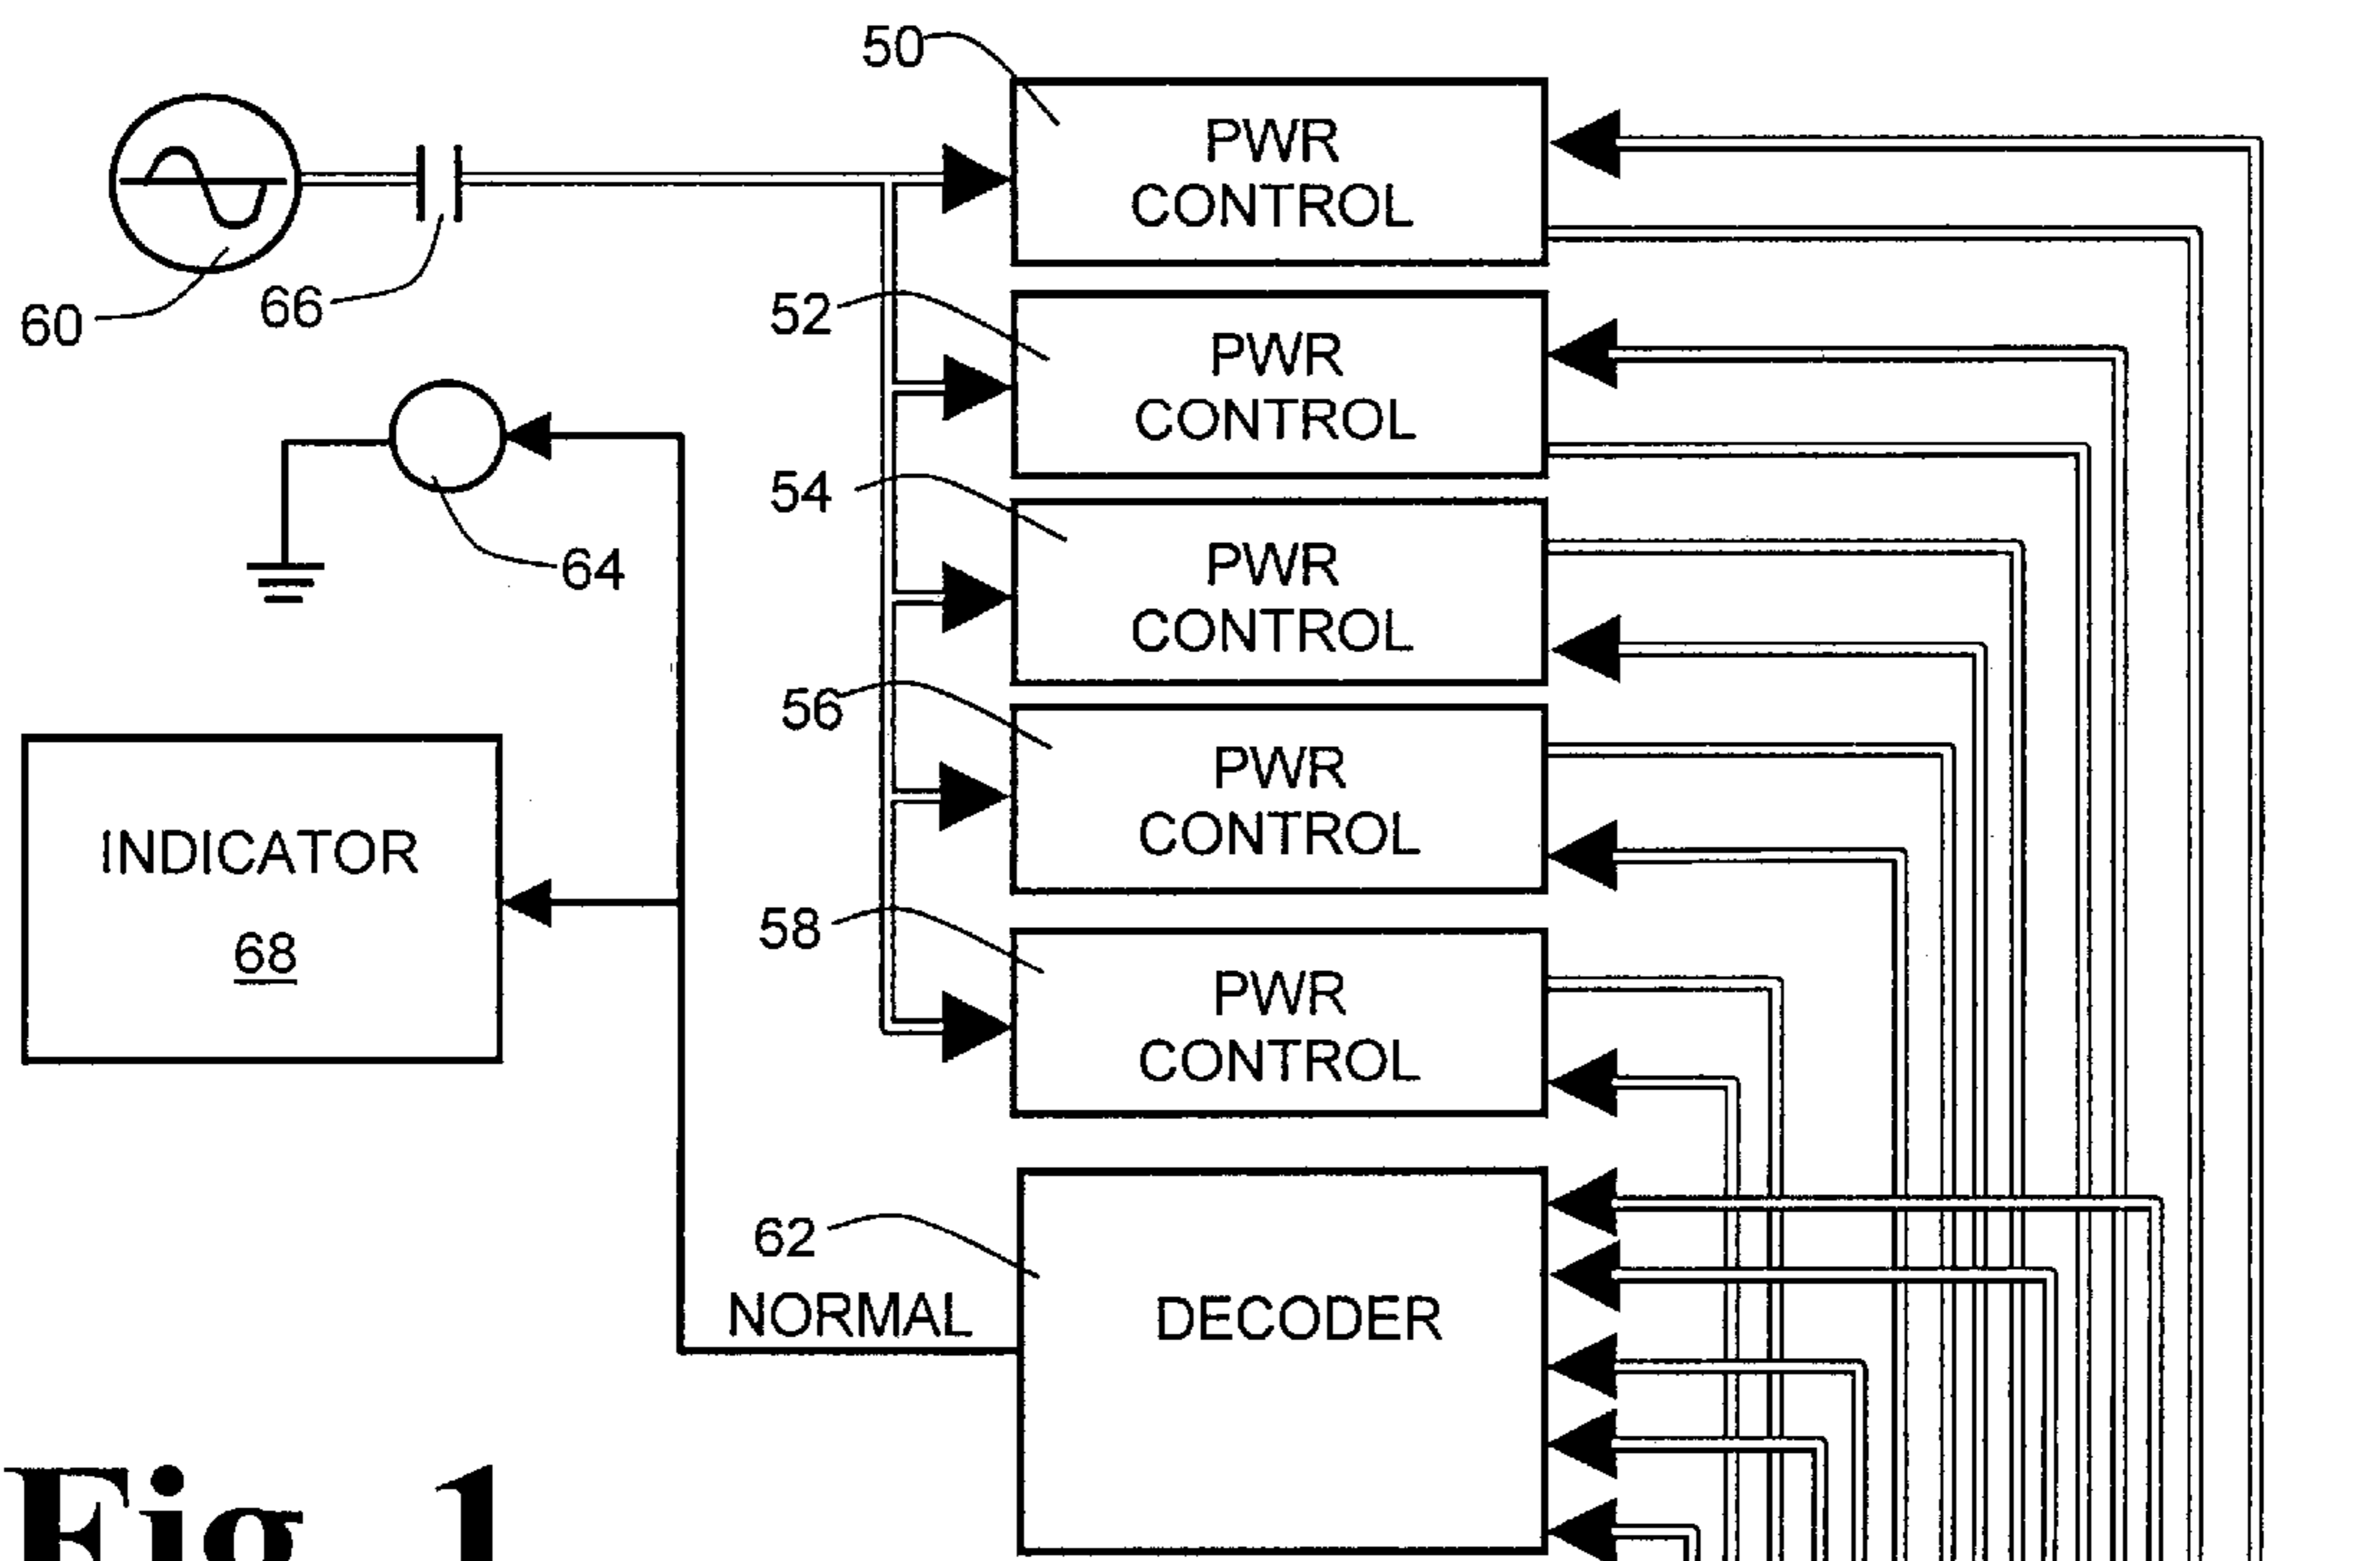 50
PWR
CONTROL
60
66
52
PWR
CONTROL
54
PWR
CONTROL
64
56
PWR
CONTROL
INDICATOR
68
58
PWR
CONTROL
62
NORMAL
DECODER
Fig. 1